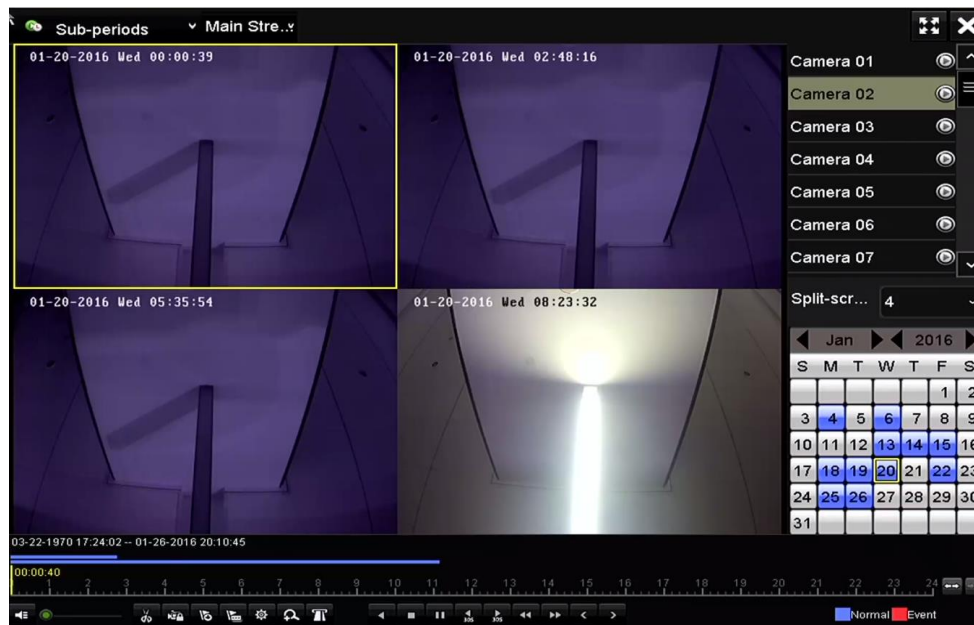 Sub-periods
Main Stre...
01-20-2016 Wed 00:00:39
01-20-2016 Wed 02:48:16
01-20-2016 Wed 05:35:54
01-20-2016 Wed 08:23:32
Camera 01
Camera 02
Camera 03
Camera 04
Camera 05
Camera 06
Camera 07
Split-scr... 4
Jan 2016
S M T W T F S
1 2
3 4 5 6 7 8 9
10 11 12 13 14 15 16
17 18 19 20 21 22 23
24 25 26 27 28 29 30
31
03-22-1970 17:24:02 -- 01-26-2016 20:10:45
00:00:40
1 2 3 4 5 6 7 8 9 10 11 12 13 14 15 16 17 18 19 20 21 22 23 24
30S 30S
Normal Event